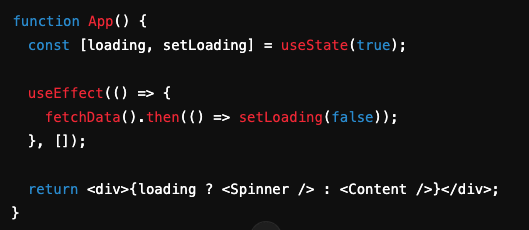 function App() {
  const [loading, setLoading] = useState(true);

  useEffect(() => {
    fetchData().then(() => setLoading(false));
  }, []);

  return <div>{loading ? <Spinner /> : <Content />}</div>;
}